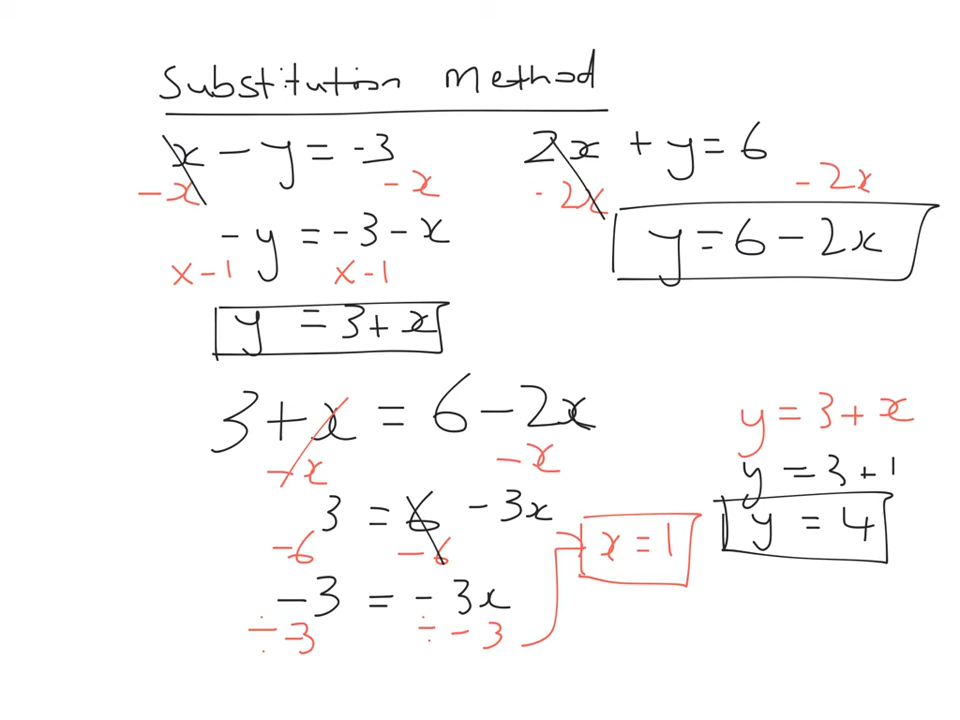 Substitution Method
x - y = -3
-x -x
-y = -3 - x
x -1 x -1
y = 3 + x
2x + y = 6
-2x -2x
y = 6 - 2x
3 + x = 6 - 2x
-x -x
3 = 6 - 3x
-6 -6
-3 = -3x
÷ -3 ÷ -3
x = 1
y = 3 + x
y = 3 + 1
y = 4